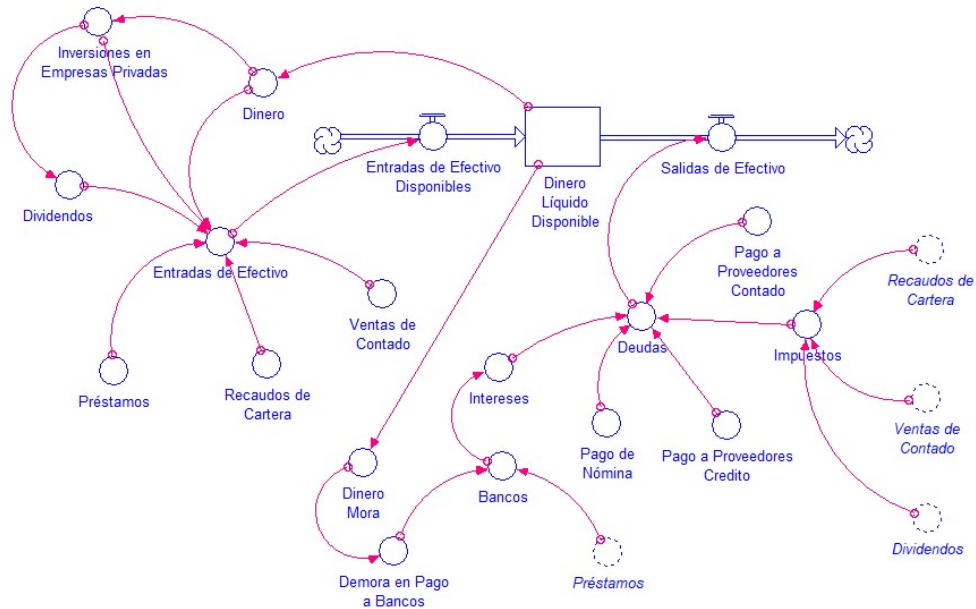 Inversiones en
Empresas Privadas
Dinero
Entradas de Efectivo
Disponibles
Dinero
Líquido
Disponible
Salidas de Efectivo
Dividendos
Entradas de Efectivo
Pago a
Proveedores
Contado
Recaudos de
Cartera
Ventas de
Contado
Deudas
Impuestos
Préstamos
Recaudos de
Cartera
Intereses
Ventas de
Contado
Pago de
Nómina
Pago a Proveedores
Credito
Dinero
Mora
Bancos
Dividendos
Demora en Pago
a Bancos
Préstamos